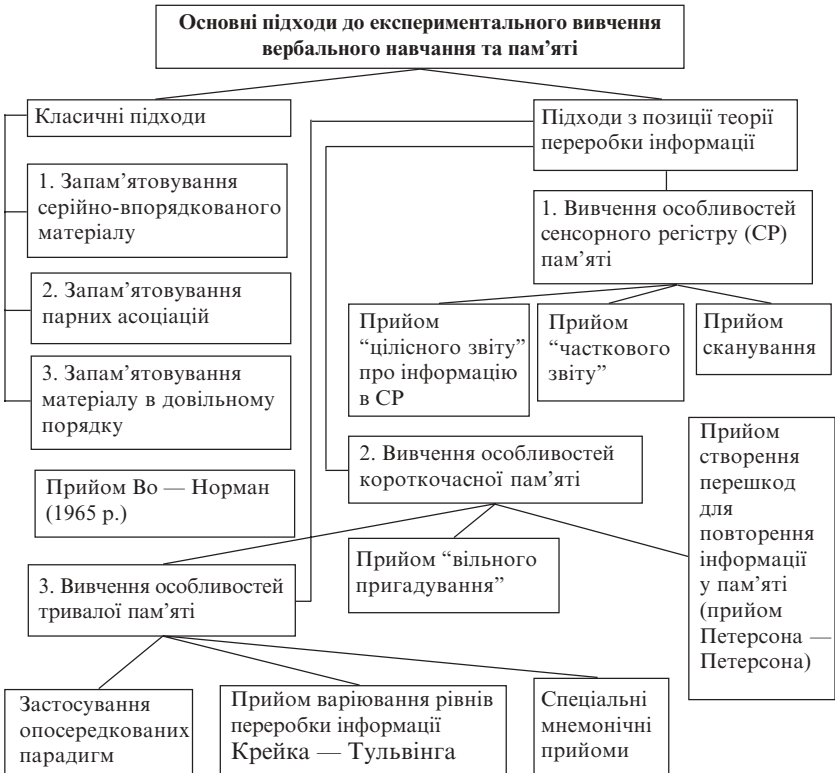 Основні підходи до експериментального вивчення
вербального навчання та пам’яті
Класичні підходи
1. Запам’ятовування
серійно-впорядкованого
матеріалу
2. Запам’ятовування
парних асоціацій
3. Запам’ятовування
матеріалу в довільному
порядку
Підходи з позиції теорії
переробки інформації
1. Вивчення особливостей
сенсорного регістру (СР)
пам’яті
Прийом
“цілісного звіту”
про інформацію
в СР
Прийом
“часткового
звіту”
Прийом
сканування
2. Вивчення особливостей
короткочасної пам’яті
Прийом Во — Норман
(1965 р.)
Прийом “вільного
пригадування”
Прийом
створення
перешкод
для
повторення
інформації
у пам’яті
(прийом
Петерсона —
Петерсона)
3. Вивчення особливостей
тривалої пам’яті
Застосування
опосередкованих
парадигм
Прийом варіювання рівнів
переробки інформації
Крейка — Тульвінга
Спеціальні
мнемонічні
прийоми